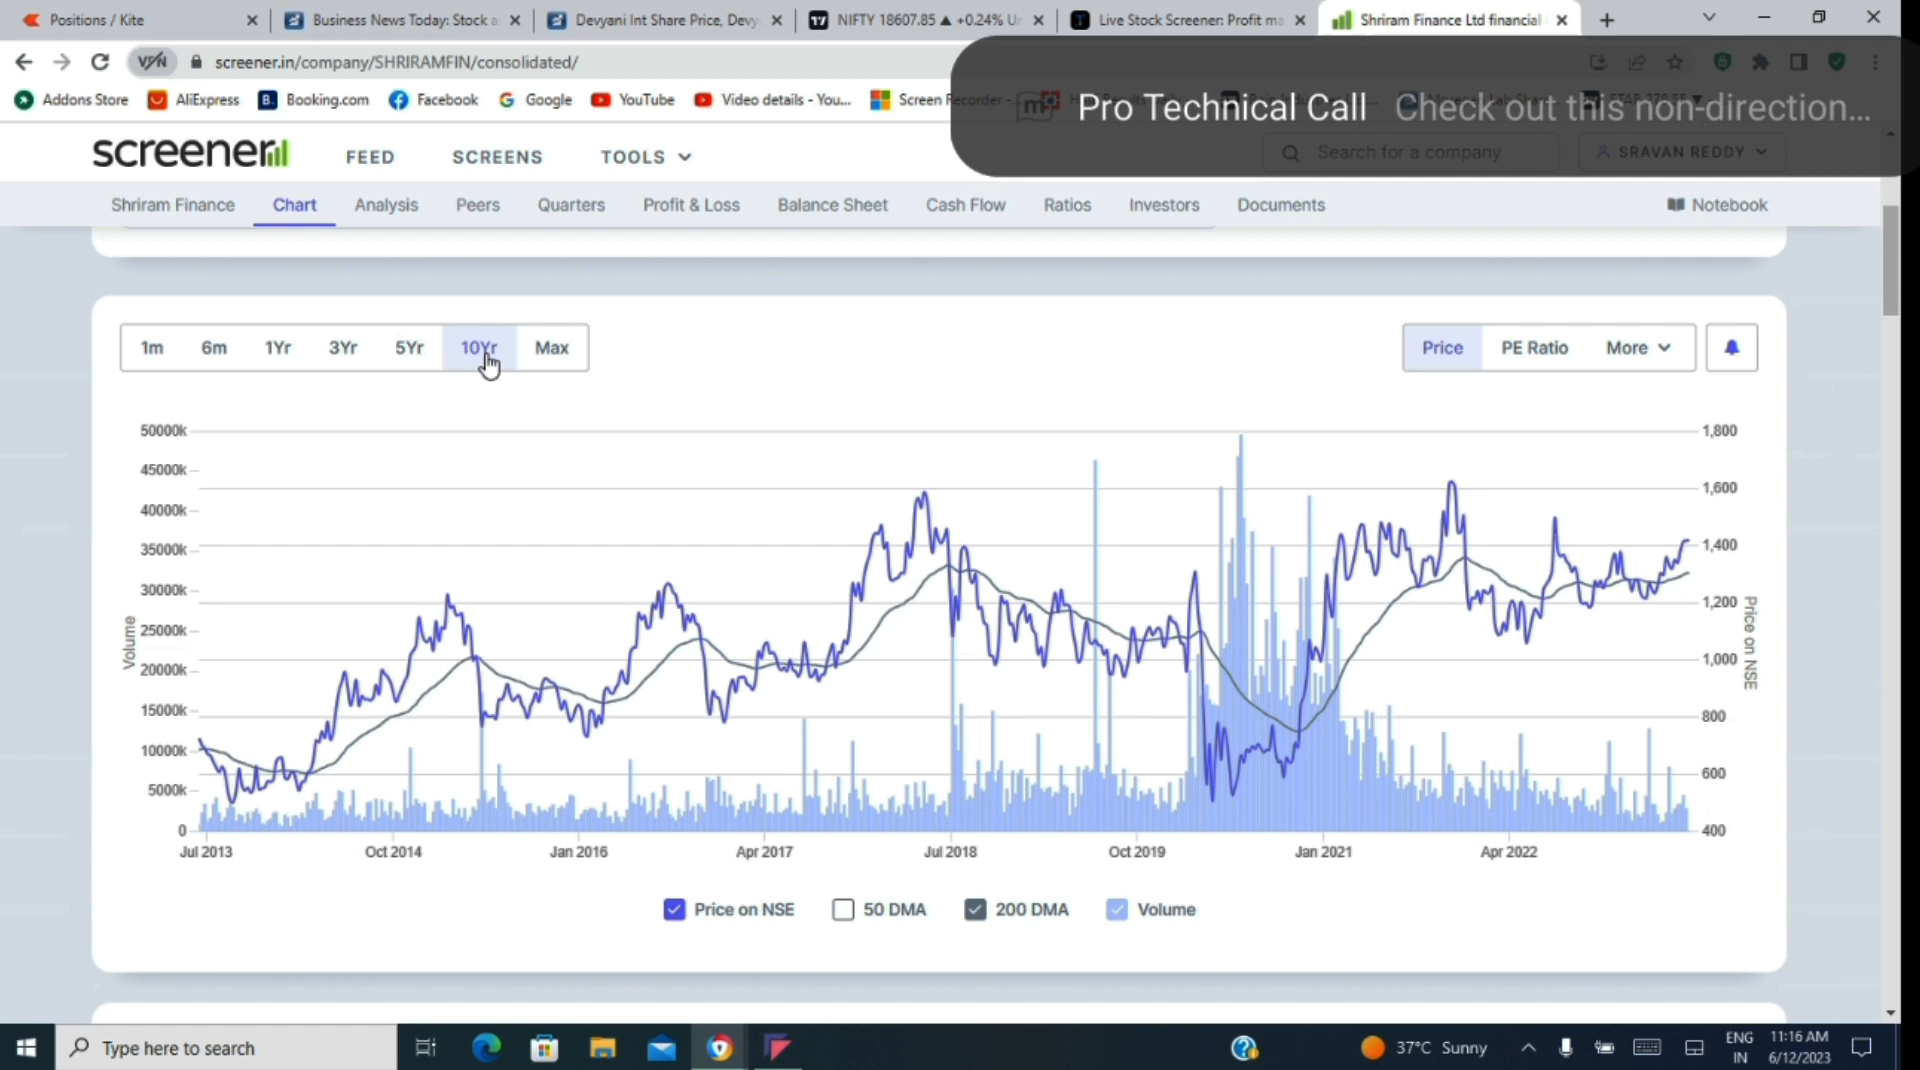 Positions / Kite
Business News Today: Stock a
Devyani Int Share Price, Devy
NIFTY 18607.85 ▲ +0.24% Un
Live Stock Screener: Profit ma
Shriram Finance Ltd financial
VPN
screener.in/company/SHRIRAMFIN/consolidated/
Addons Store
AliExpress
Booking.com
Facebook
Google
YouTube
Video details - You...
Screen Recorder -...
Pro Technical Call Check out this non-direction...
screener
FEED
SCREENS
TOOLS
Search for a company
SRAVAN REDDY
Shriram Finance
Chart
Analysis
Peers
Quarters
Profit & Loss
Balance Sheet
Cash Flow
Ratios
Investors
Documents
Notebook
1m
6m
1Yr
3Yr
5Yr
10Yr
Max
Price
PE Ratio
More
50000k
45000k
40000k
35000k
30000k
25000k
20000k
15000k
10000k
5000k
0
Volume
1,800
1,600
1,400
1,200
1,000
800
600
400
Price on NSE
Jul 2013
Oct 2014
Jan 2016
Apr 2017
Jul 2018
Oct 2019
Jan 2021
Apr 2022
Price on NSE
50 DMA
200 DMA
Volume
Type here to search
37°C Sunny
ENG
IN
11:16 AM
6/12/2023